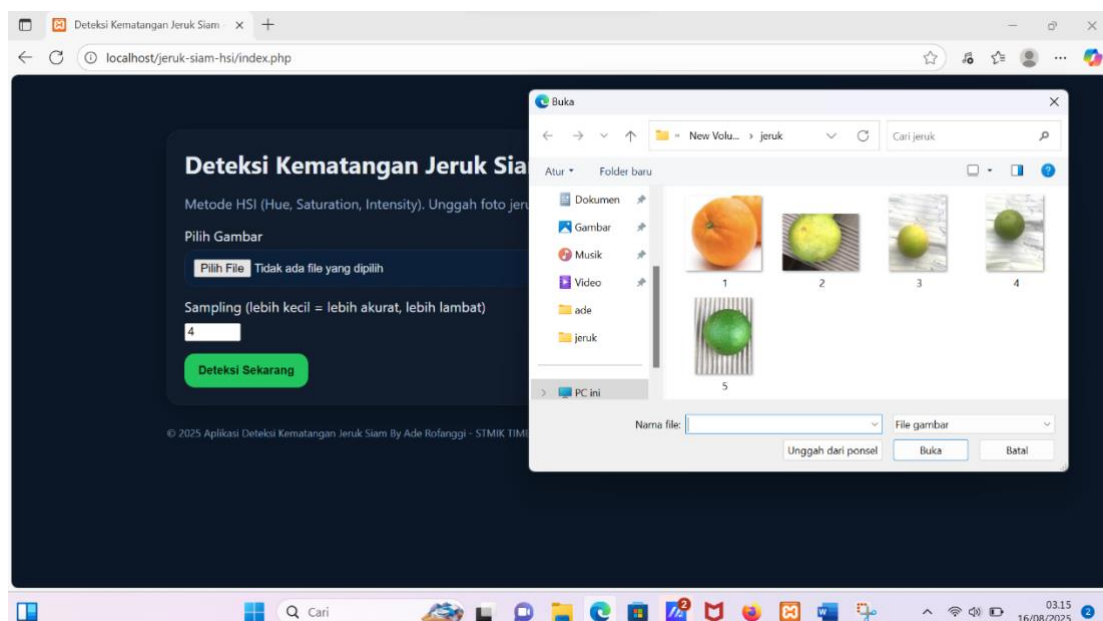 Deteksi Kematangan Jeruk Siam
localhost/jeruk-siam-hsi/index.php
Buka
New Volu... > jeruk
Cari jeruk
Atur
Folder baru
Dokumen
Gambar
Musik
Video
ade
jeruk
PC ini
1
2
3
4
5
Nama file:
File gambar
Unggah dari ponsel
Buka
Batal
Deteksi Kematangan Jeruk Sia
Metode HSI (Hue, Saturation, Intensity). Unggah foto jeru
Pilih Gambar
Pilih File Tidak ada file yang dipilih
Sampling (lebih kecil = lebih akurat, lebih lambat)
4
Deteksi Sekarang
© 2025 Aplikasi Deteksi Kematangan Jeruk Siam By Ade Rofanggi - STMIK TIM
Cari
2
03.15
16/08/2025
2